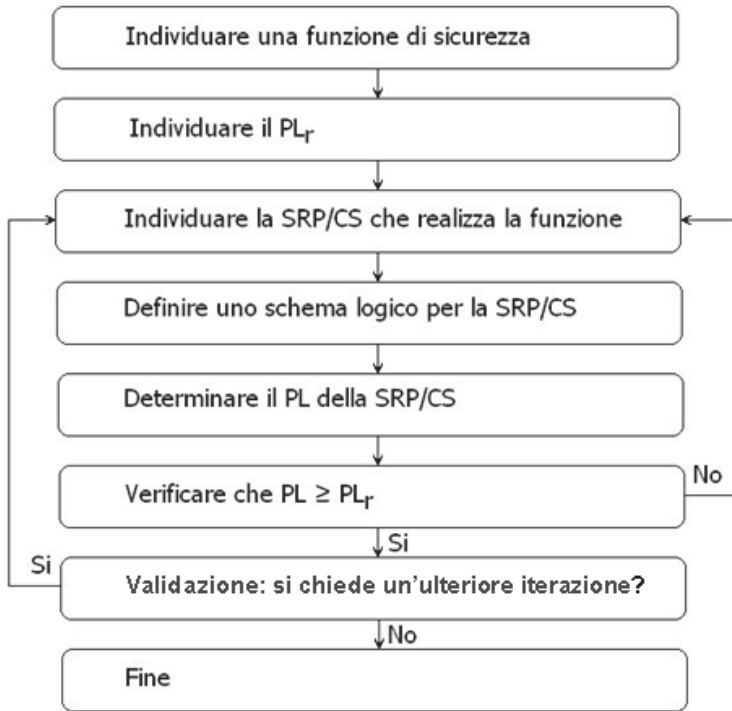 Individuare una funzione di sicurezza
Individuare il PLr
Individuare la SRP/CS che realizza la funzione
Definire uno schema logico per la SRP/CS
Determinare il PL della SRP/CS
Verificare che PL ≥ PLr
No
Si
Si
Validazione: si chiede un'ulteriore iterazione?
No
Fine